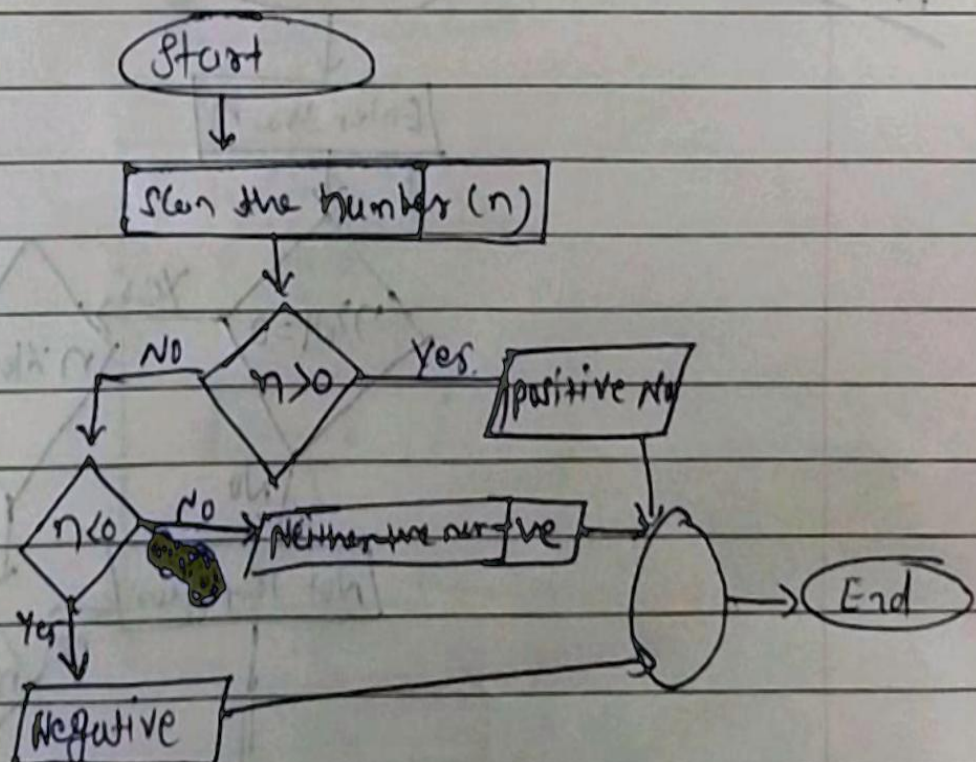 Start
Scan the number (n)
NO
n>0
Yes.
positive No
n<0
NO
Neither +ve nor -ve
End
Yes
Negative